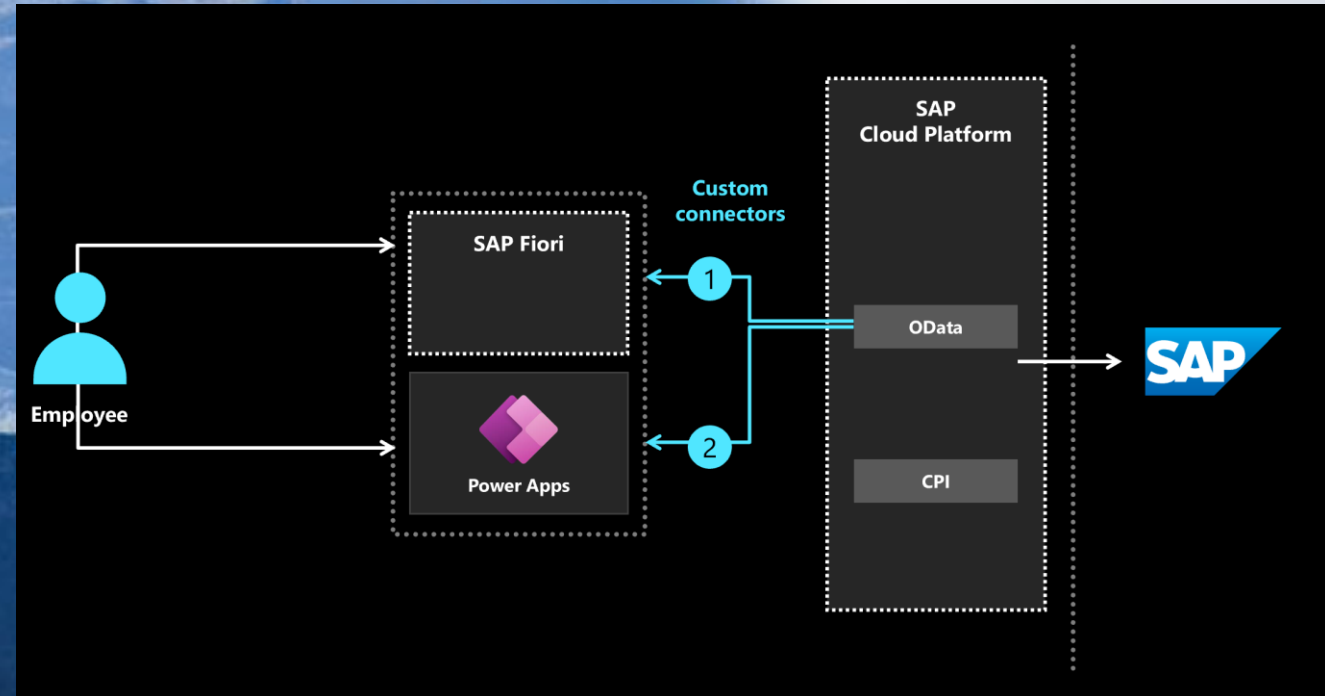 SAP
Cloud Platform
Custom
connectors
SAP Fiori
1
OData
SAP
Employee
2
Power Apps
CPI